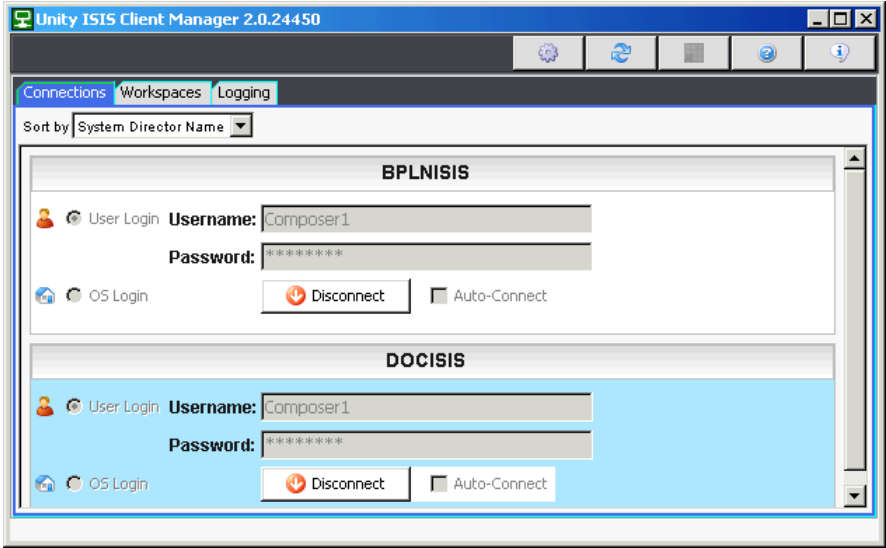 Unity ISIS Client Manager 2.0.24450
Connections Workspaces Logging
Sort by System Director Name
BPLNISIS
User Login Username: Composer1
Password: ********
OS Login Disconnect Auto-Connect
DOCISIS
User Login Username: Composer1
Password: ********
OS Login Disconnect Auto-Connect